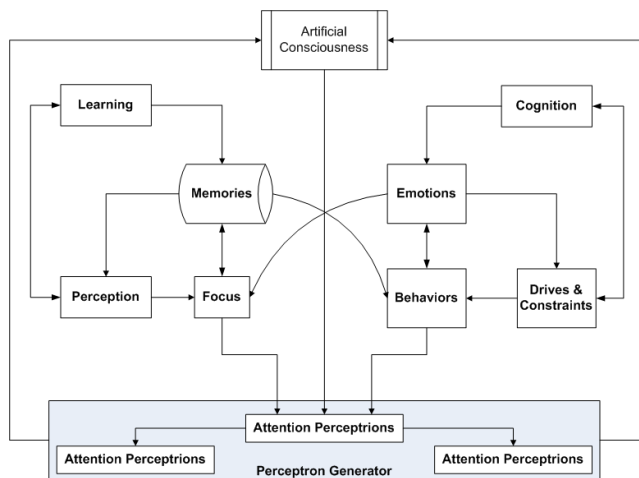 Artificial
Consciousness
Learning
Cognition
Memories
Emotions
Perception
Focus
Behaviors
Drives &
Constraints
Attention Perceptrions
Attention Perceptrions
Attention Perceptrions
Perceptron Generator